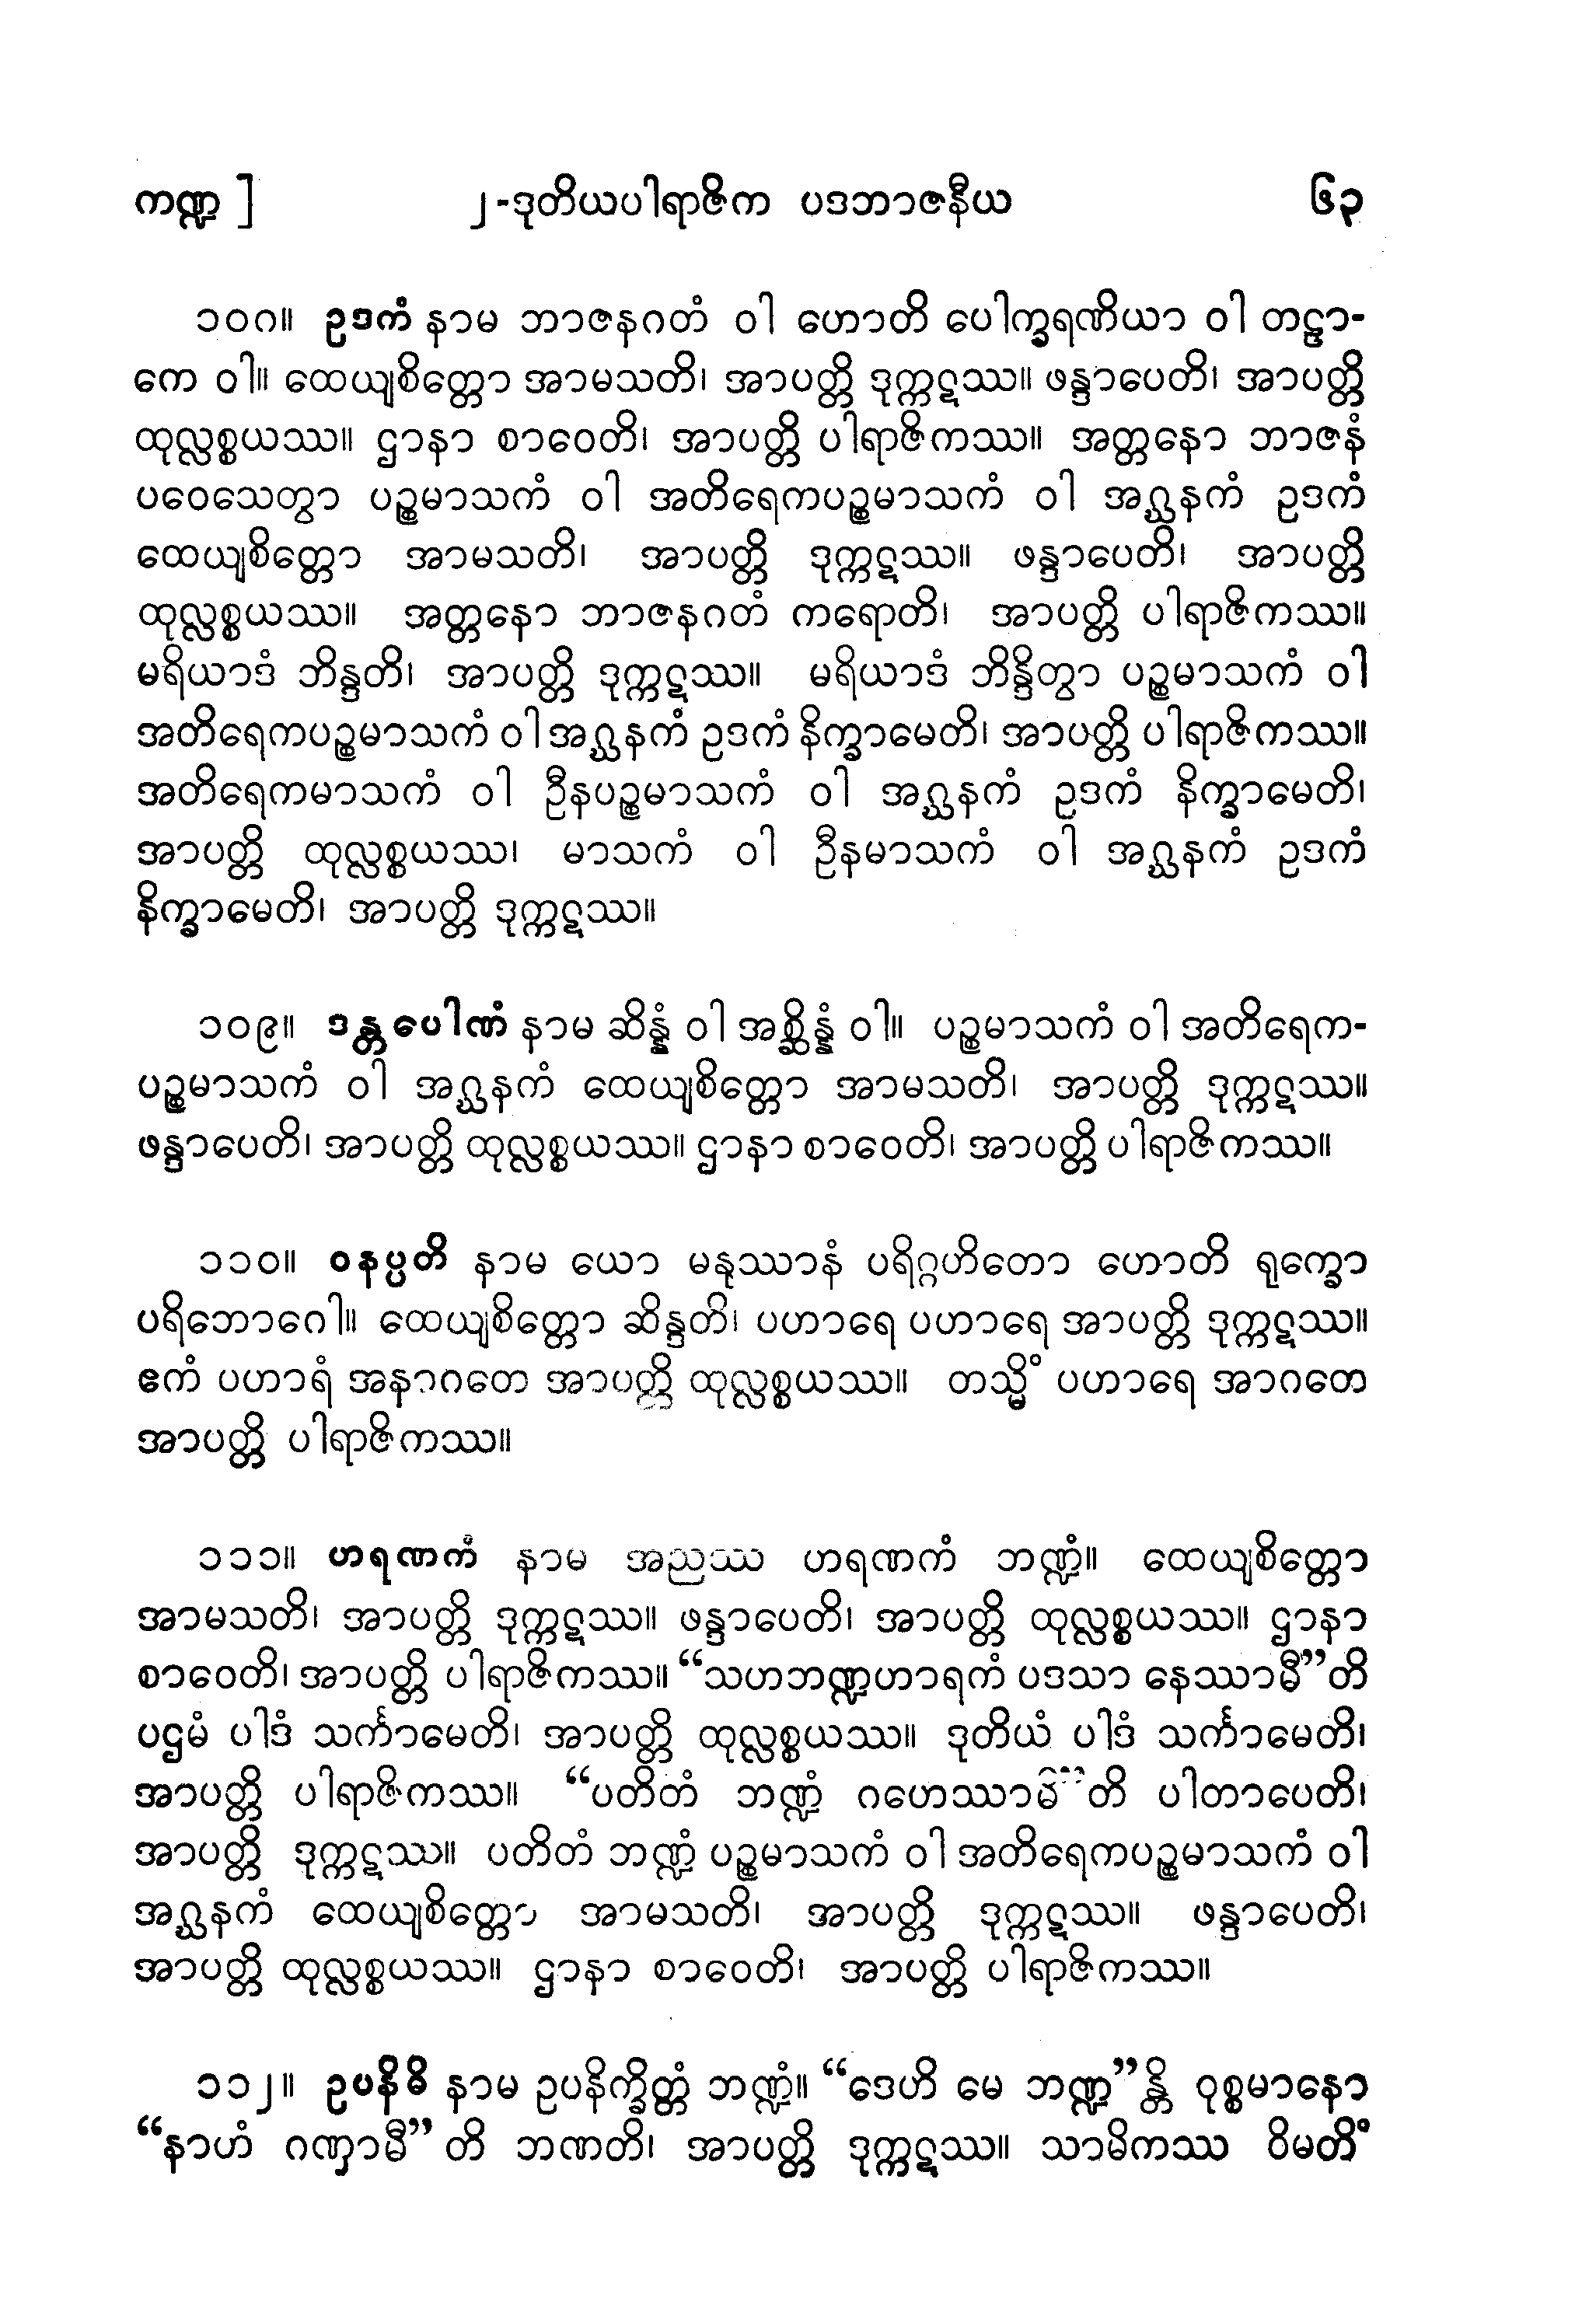 ကဏ္ဍ ] ၂-ဒုတိယပါရာဇိက ပဒဘာဇနီယ ၆၃
၁၀၈။ ဥဒကံ နာမ ဘာဇနဂတံ ဝါ ဟောတိ ပေါက္ခရဏိယာ ဝါ တဠာ-
ကေ ဝါ။ ထေယျစိတ္တော အာမသတိ၊ အာပတ္တိ ဒုက္ကဋဿ။ ဖန္ဒာပေတိ၊ အာပတ္တိ
ထုလ္လစ္စယဿ။ ဌာနာ စာဝေတိ၊ အာပတ္တိ ပါရာဇိကဿ။ အတ္တနော ဘာဇနံ
ပဝေသေတွာ ပဉ္စမာသကံ ဝါ အတိရေကပဉ္စမာသကံ ဝါ အဂ္ဃနကံ ဥဒကံ
ထေယျစိတ္တော အာမသတိ၊ အာပတ္တိ ဒုက္ကဋဿ။ ဖန္ဒာပေတိ၊ အာပတ္တိ
ထုလ္လစ္စယဿ။ အတ္တနော ဘာဇနဂတံ ကရောတိ၊ အာပတ္တိ ပါရာဇိကဿ။
မရိယာဒံ ဘိန္ဒတိ၊ အာပတ္တိ ဒုက္ကဋဿ။ မရိယာဒံ ဘိန္ဒိတွာ ပဉ္စမာသကံ ဝါ
အတိရေကပဉ္စမာသကံ ဝါ အဂ္ဃနကံ ဥဒကံ နိက္ခာမေတိ၊ အာပတ္တိ ပါရာဇိကဿ။
အတိရေကမာသကံ ဝါ ဦနပဉ္စမာသကံ ဝါ အဂ္ဃနကံ ဥဒကံ နိက္ခာမေတိ၊
အာပတ္တိ ထုလ္လစ္စယဿ၊ မာသကံ ဝါ ဦနမာသကံ ဝါ အဂ္ဃနကံ ဥဒကံ
နိက္ခာမေတိ၊ အာပတ္တိ ဒုက္ကဋဿ။
၁၀၉။ ဒန္တပေါဏံ နာမ ဆိန္နံ ဝါ အစ္ဆိန္နံ ဝါ။ ပဉ္စမာသကံ ဝါ အတိရေက-
ပဉ္စမာသကံ ဝါ အဂ္ဃနကံ ထေယျစိတ္တော အာမသတိ၊ အာပတ္တိ ဒုက္ကဋဿ။
ဖန္ဒာပေတိ၊ အာပတ္တိ ထုလ္လစ္စယဿ။ ဌာနာ စာဝေတိ၊ အာပတ္တိ ပါရာဇိကဿ။
၁၁၀။ ဝနပ္ပတိ နာမ ယော မနုဿာနံ ပရိဂ္ဂဟိတော ဟောတိ ရုက္ခော
ပရိဘောဂေါ။ ထေယျစိတ္တော ဆိန္ဒတိ၊ ပဟာရေ ပဟာရေ အာပတ္တိ ဒုက္ကဋဿ။
ဧကံ ပဟာရံ အနာဂတေ အာပတ္တိ ထုလ္လစ္စယဿ။ တသ္မိံ ပဟာရေ အာဂတေ
အာပတ္တိ ပါရာဇိကဿ။
၁၁၁။ ဟရဏကံ နာမ အညဿ ဟရဏကံ ဘဏ္ဍံ။ ထေယျစိတ္တော
အာမသတိ၊ အာပတ္တိ ဒုက္ကဋဿ။ ဖန္ဒာပေတိ၊ အာပတ္တိ ထုလ္လစ္စယဿ။ ဌာနာ
စာဝေတိ၊ အာပတ္တိ ပါရာဇိကဿ။ “သဟဘဏ္ဍဟာရကံ ပဒသာ နေဿာမီ”တိ
ပဌမံ ပါဒံ သင်္ကာမေတိ၊ အာပတ္တိ ထုလ္လစ္စယဿ။ ဒုတိယံ ပါဒံ သင်္ကာမေတိ၊
အာပတ္တိ ပါရာဇိကဿ။ “ပတိတံ ဘဏ္ဍံ ဂဟေဿာမီ”တိ ပါတာပေတိ၊
အာပတ္တိ ဒုက္ကဋဿ။ ပတိတံ ဘဏ္ဍံ ပဉ္စမာသကံ ဝါ အတိရေကပဉ္စမာသကံ ဝါ
အဂ္ဃနကံ ထေယျစိတ္တော အာမသတိ၊ အာပတ္တိ ဒုက္ကဋဿ။ ဖန္ဒာပေတိ၊
အာပတ္တိ ထုလ္လစ္စယဿ။ ဌာနာ စာဝေတိ၊ အာပတ္တိ ပါရာဇိကဿ။
၁၁၂။ ဥပနိဓိ နာမ ဥပနိက္ခိတ္တံ ဘဏ္ဍံ။ “ဒေဟိ မေ ဘဏ္ဍ”န္တိ ဝုစ္စမာနော
“နာဟံ ဂဏှာမီ”တိ ဘဏတိ၊ အာပတ္တိ ဒုက္ကဋဿ။ သာမိကဿ ဝိမတိံ